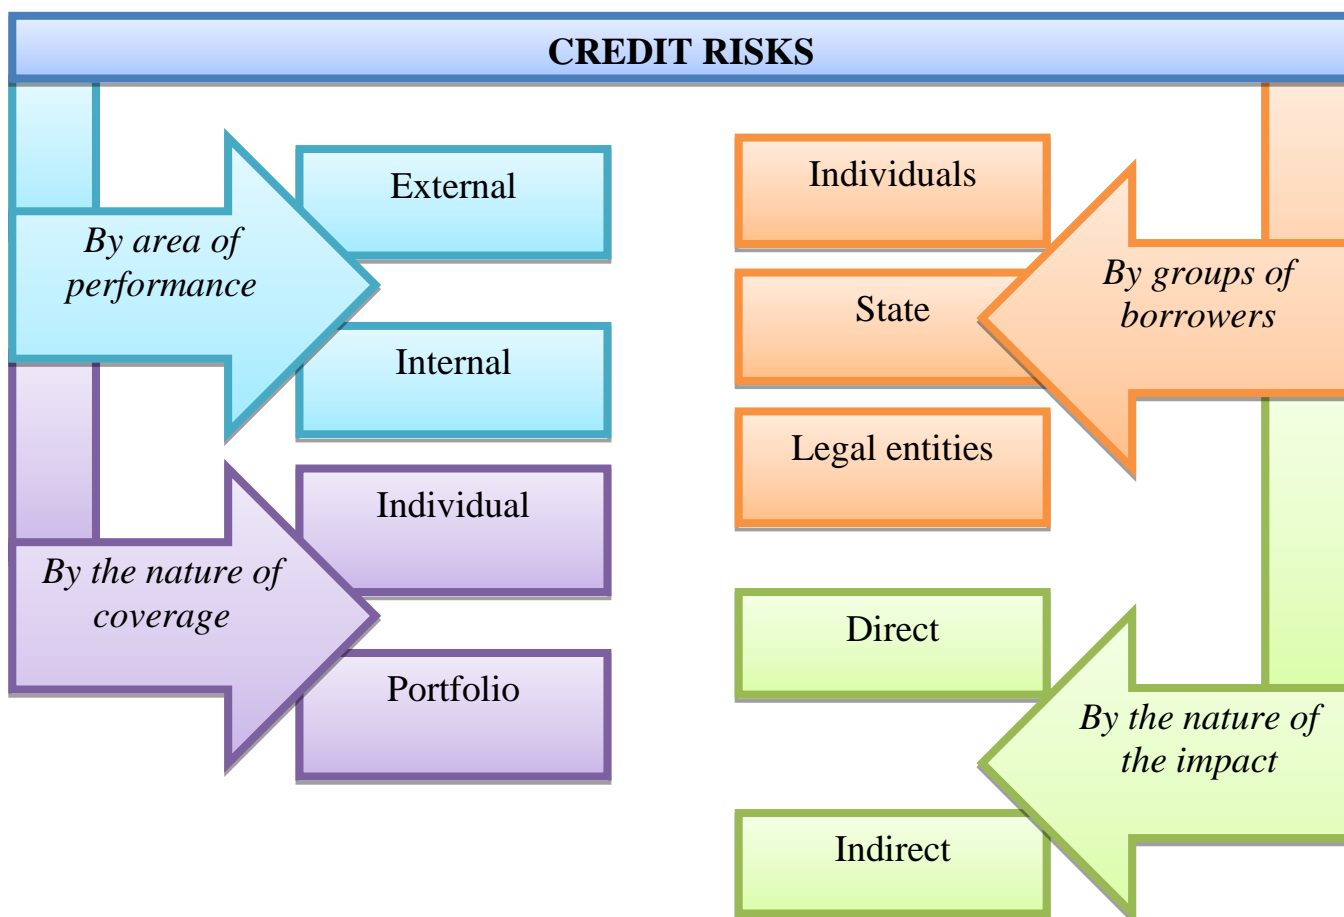 CREDIT RISKS
By area of
performance
External
Internal
By the nature of
coverage
Individual
Portfolio
Individuals
State
Legal entities
By groups of
borrowers
Direct
Indirect
By the nature of
the impact